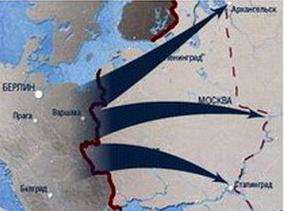 Архангельск
Ленинград
МОСКВА
БЕРЛИН
Варшава
Прага
Сталинград
Белград